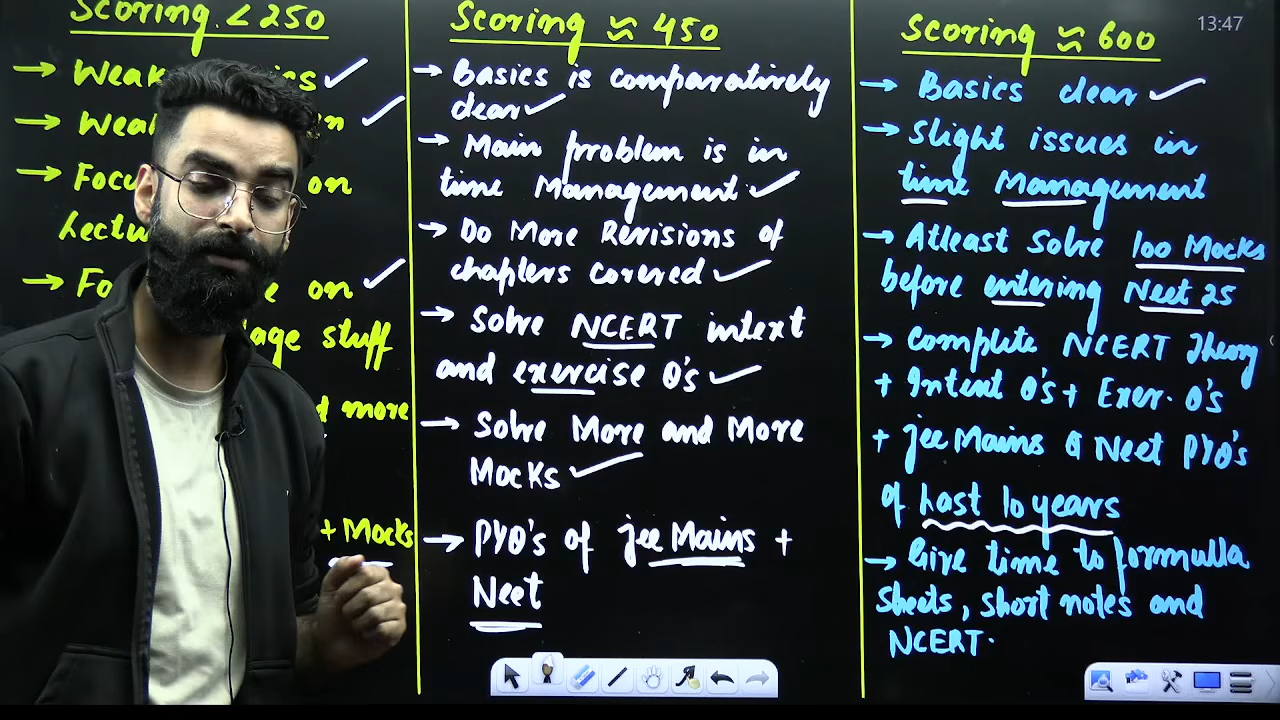 Scoring < 250
→ Weak
→ Weak
→ on
Lectu
→ on
age stuff
more
+ Mocks
Scoring ≈ 450
→ Basics is comparatively
clear ✓
→ Main problem is in
time Management ✓
→ Do More Revisions of
chapters covered ✓
→ Solve NCERT intext
and exercise Q's ✓
→ Solve More and More
Mocks ✓
→ PYQ's of jee Mains +
Neet
Scoring ≈ 600
→ Basics clear ✓
→ Slight issues in
time Management
→ Atleast Solve 100 Mocks
before entering Neet 25
→ Complete NCERT Theory
+ Intext Q's + Exer. Q's
+ jee Mains & Neet PYQ's
of Last 10 years
→ Give time to formulla
sheets, short notes and
NCERT.
13:47